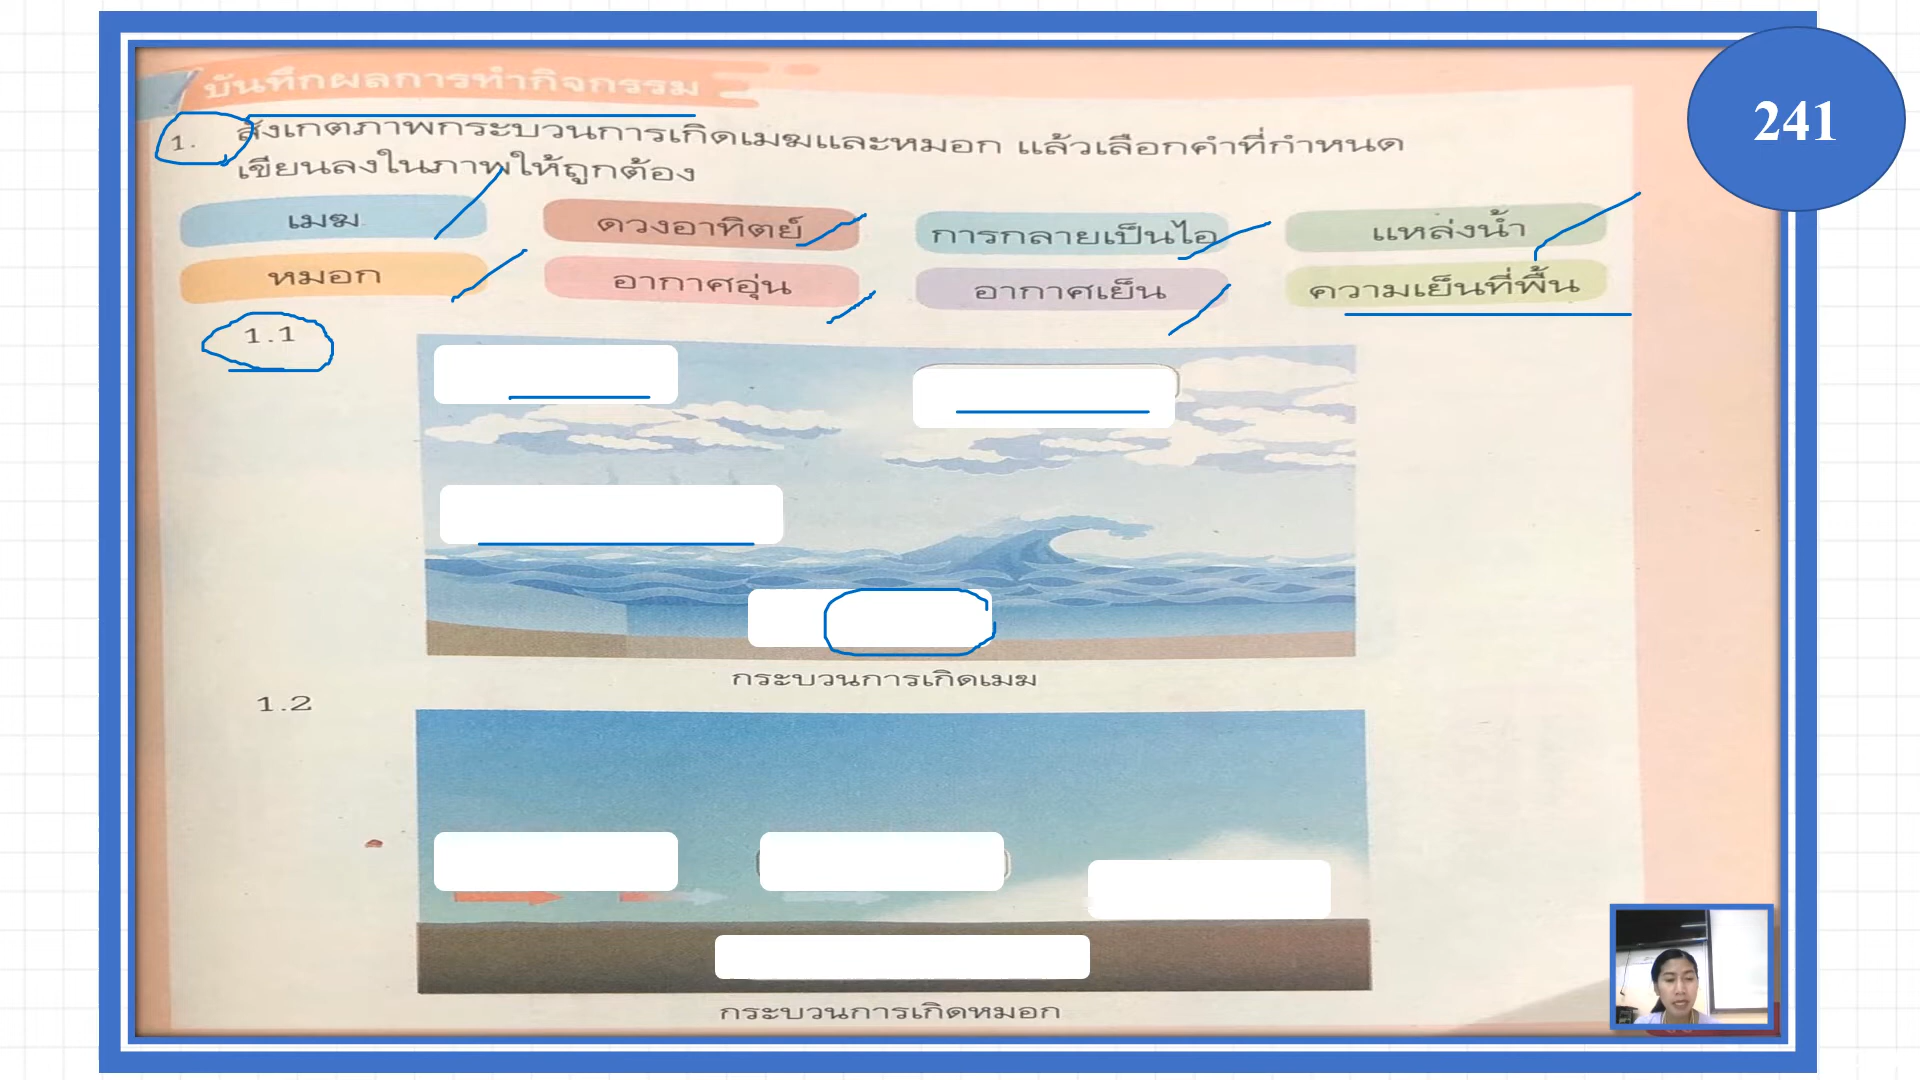 บันทึกผลการทำกิจกรรม
241
1. สังเกตภาพกระบวนการเกิดเมฆและหมอก แล้วเลือกคำที่กำหนด
เขียนลงในภาพให้ถูกต้อง
เมฆ ดวงอาทิตย์ การกลายเป็นไอ แหล่งน้ำ
หมอก อากาศอุ่น อากาศเย็น ความเย็นที่พื้น
1.1
กระบวนการเกิดเมฆ
1.2
กระบวนการเกิดหมอก